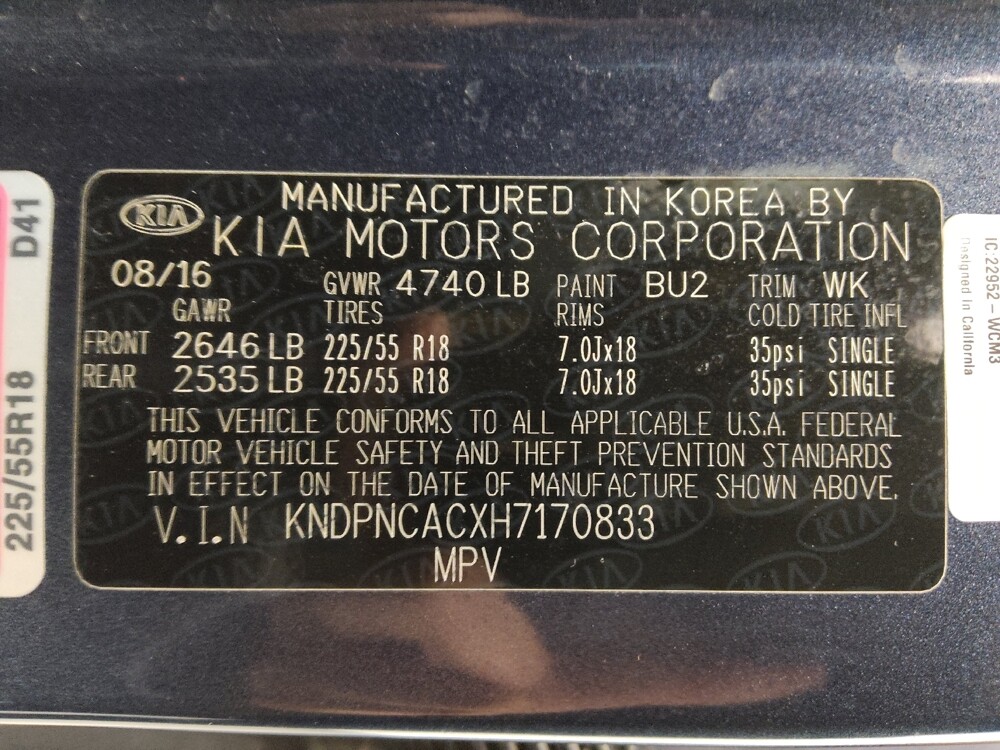 KIA
MANUFACTURED IN KOREA BY
KIA MOTORS CORPORATION
08/16 GVWR 4740 LB PAINT BU2 TRIM WK
GAWR TIRES RIMS COLD TIRE INFL
FRONT 2646 LB 225/55 R18 7.0Jx18 35psi SINGLE
REAR 2535 LB 225/55 R18 7.0Jx18 35psi SINGLE
THIS VEHICLE CONFORMS TO ALL APPLICABLE U.S.A. FEDERAL
MOTOR VEHICLE SAFETY AND THEFT PREVENTION STANDARDS
IN EFFECT ON THE DATE OF MANUFACTURE SHOWN ABOVE.
V.I.N KNDPNCACXH7170833
MPV
D41
225/55R18
IC:22952-WCM3
Designed in California